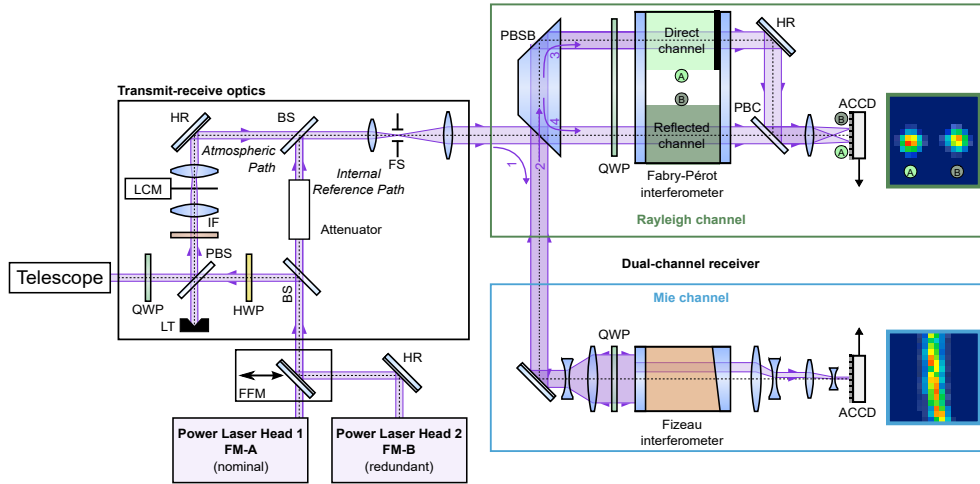 Transmit-receive optics
HR
BS
Atmospheric
Path
FS
Internal
Reference Path
LCM
IF
Attenuator
PBS
Telescope
QWP
HWP
BS
LT
FFM
HR
Power Laser Head 1
FM-A
(nominal)
Power Laser Head 2
FM-B
(redundant)
PBSB
3
4
1
2
QWP
Direct
channel
A
B
Reflected
channel
Fabry-Pérot
interferometer
HR
PBC
ACCD
B
A
A
B
Rayleigh channel
Dual-channel receiver
Mie channel
QWP
Fizeau
interferometer
ACCD